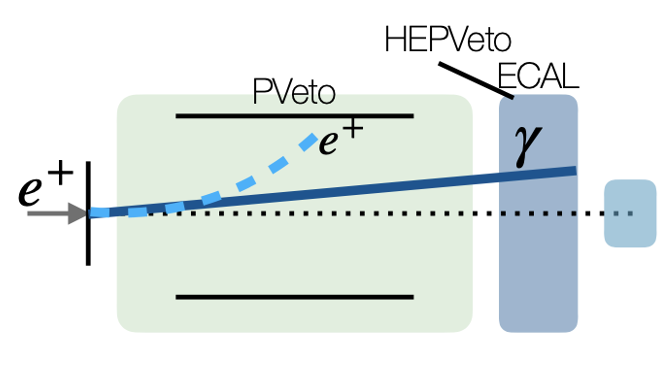 HEPVeto
ECAL
PVeto
e+
γ
e+